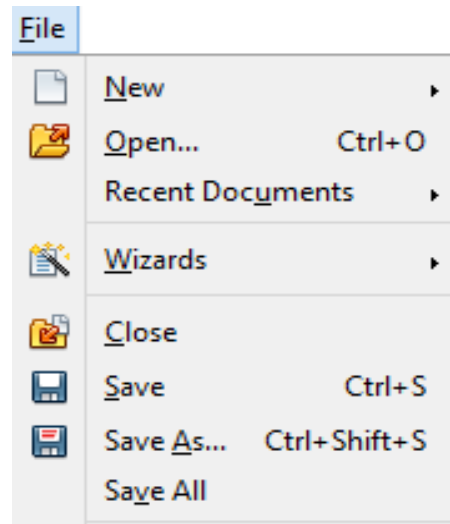 File
New
Open... Ctrl+O
Recent Documents
Wizards
Close
Save Ctrl+S
Save As... Ctrl+Shift+S
Save All